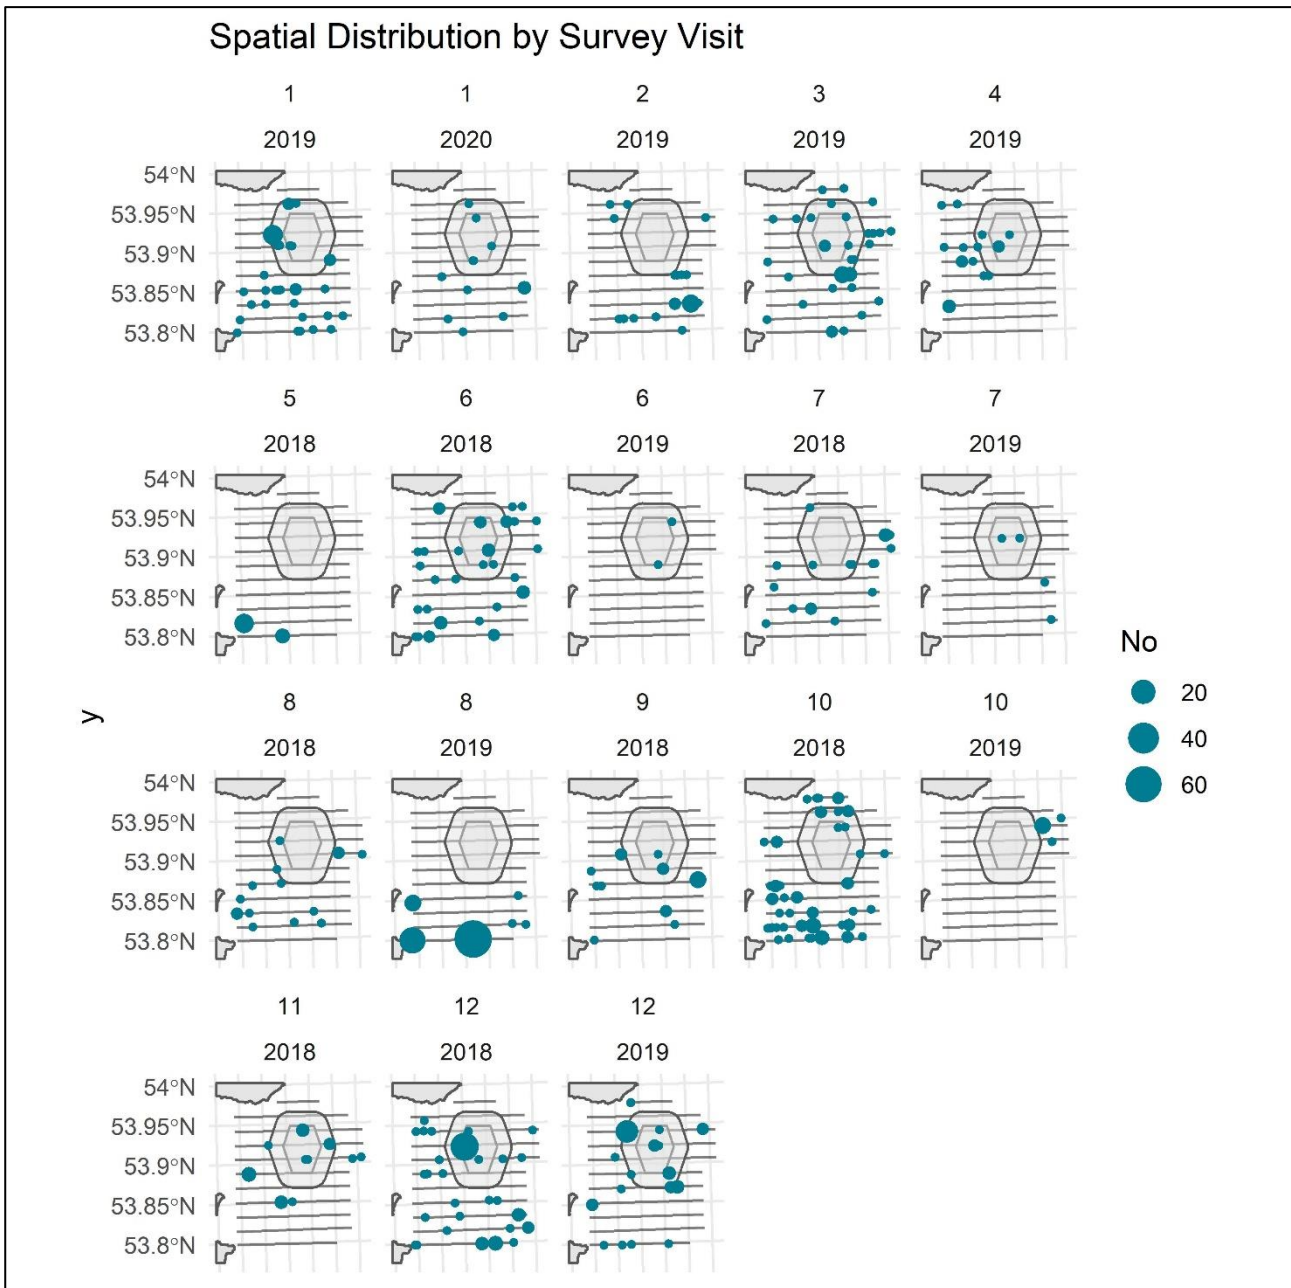 Spatial Distribution by Survey Visit
1 1 2 3 4
2019 2020 2019 2019 2019
54°N
53.95°N
53.9°N
53.85°N
53.8°N
5 6 6 7 7
2018 2018 2019 2018 2019
54°N
53.95°N
53.9°N
53.85°N
53.8°N
No
20
40
60
y
8 8 9 10 10
2018 2019 2018 2018 2019
54°N
53.95°N
53.9°N
53.85°N
53.8°N
11 12 12
2018 2018 2019
54°N
53.95°N
53.9°N
53.85°N
53.8°N